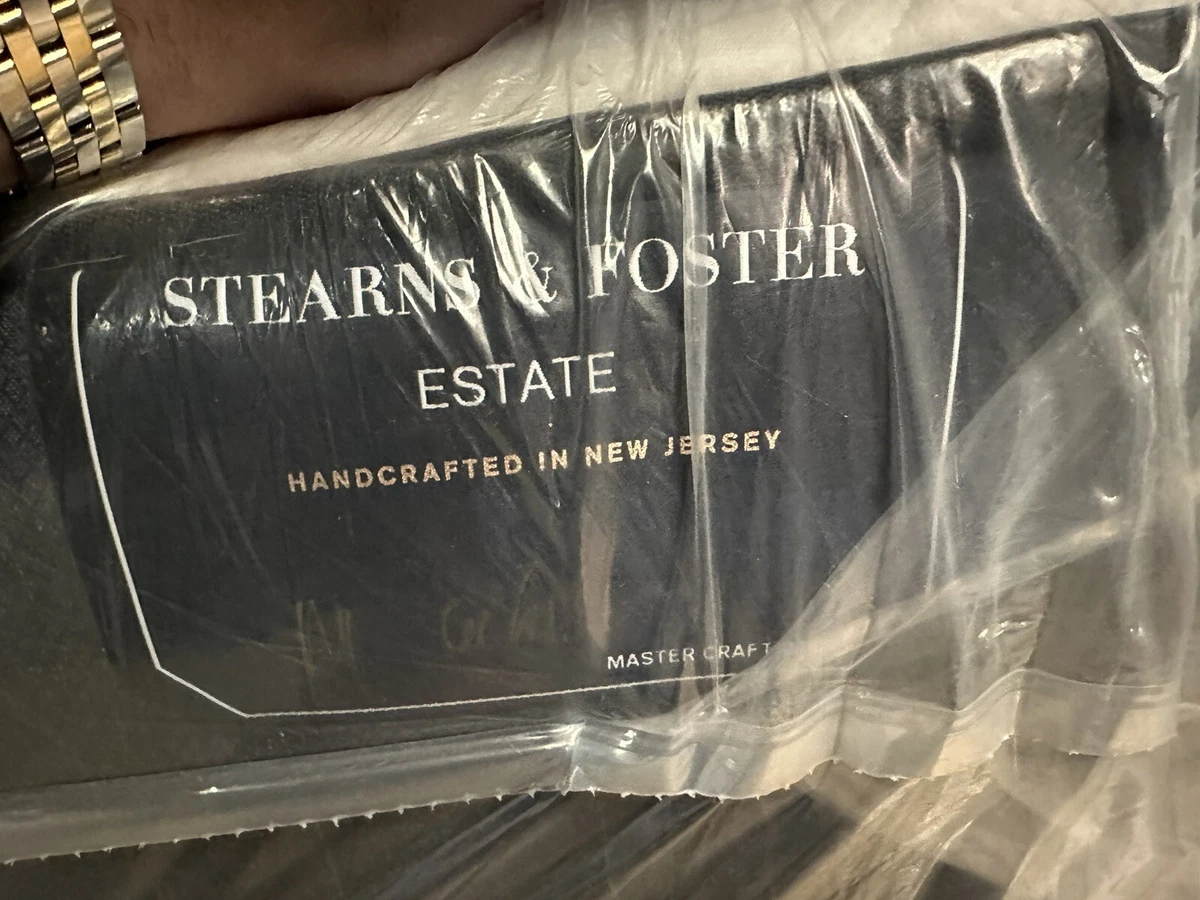 STEARNS & FOSTER
ESTATE
HANDCRAFTED IN NEW JERSEY
MASTER CRAFT